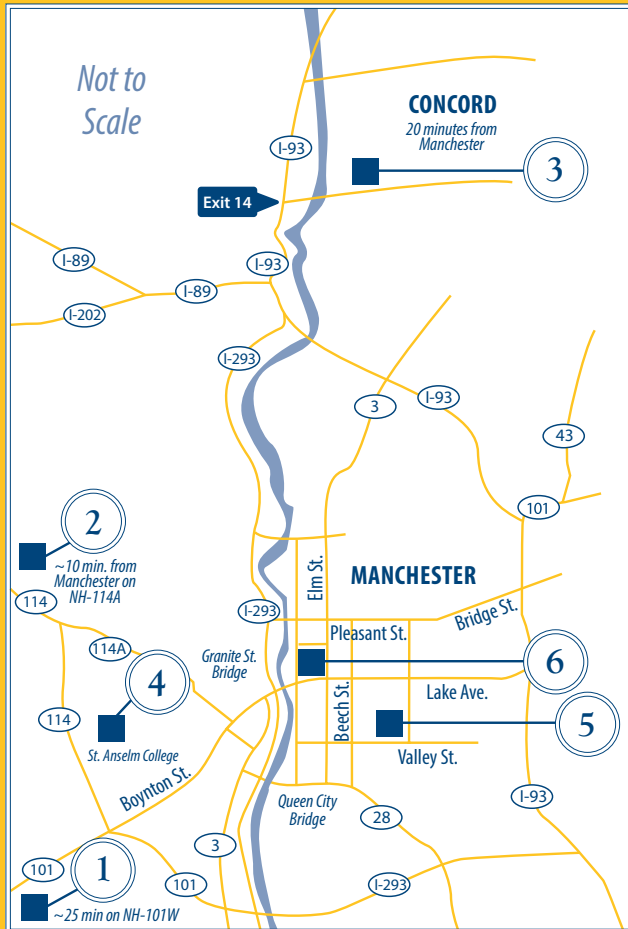 Not to
Scale
CONCORD
20 minutes from
Manchester
I-93
3
Exit 14
I-89
I-93
I-89
I-202
I-293
3
I-93
43
2
101
~10 min. from
Manchester on
NH-114A
Elm St.
MANCHESTER
114
I-293
Bridge St.
Pleasant St.
114A
Granite St.
Bridge
6
4
Beech St.
Lake Ave.
114
5
St. Anselm College
Valley St.
Boynton St.
Queen City
Bridge
I-93
28
3
101
1
101
I-293
~25 min on NH-101W